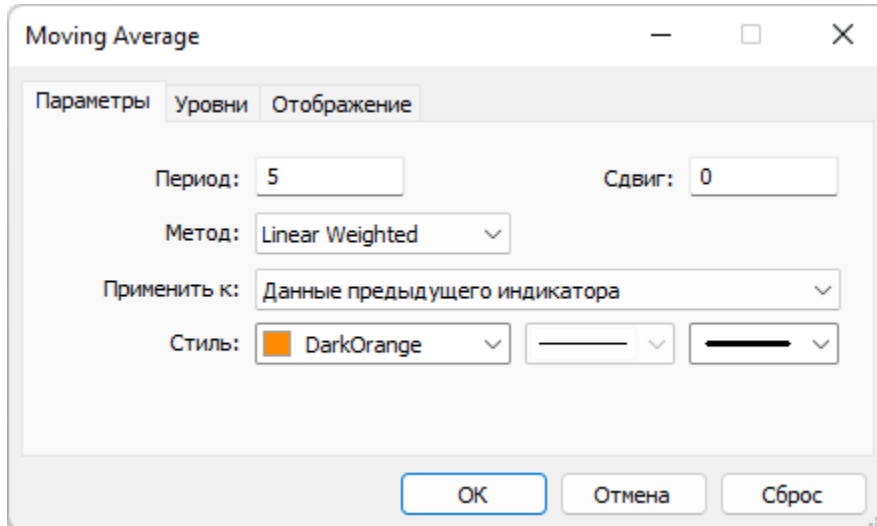 Moving Average
Параметры Уровни Отображение
Период: 5 Сдвиг: 0
Метод: Linear Weighted
Применить к: Данные предыдущего индикатора
Стиль: DarkOrange
ОК Отмена Сброс